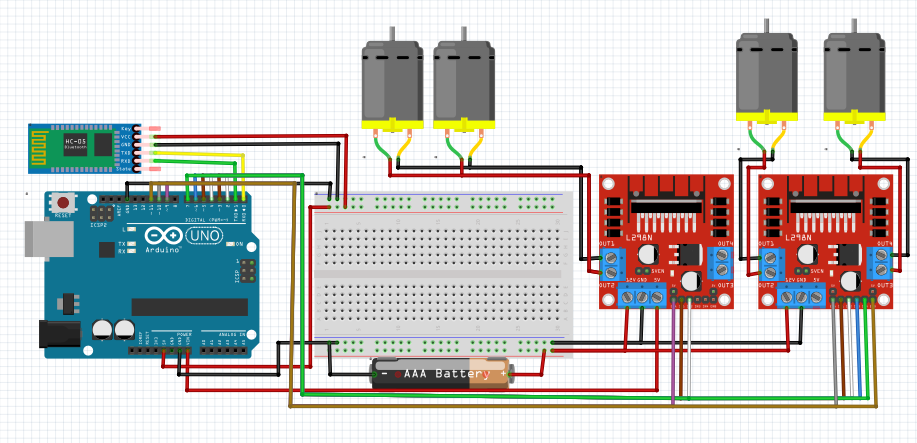 HC-05
Bluetooth
Key
VCC
GND
TXD
RXD
State
RESET
ICSP2
AREF
GND
DIGITAL (PWM~)
L
TX
RX
Arduino
UNO
ON
ICSP
1
POWER
ANALOG IN
- AAA Battery +
L298N
OUT1
OUT2
OUT4
OUT3
5VEN
12V GND 5V
L298N
OUT1
OUT2
OUT4
OUT3
5VEN
12V GND 5V